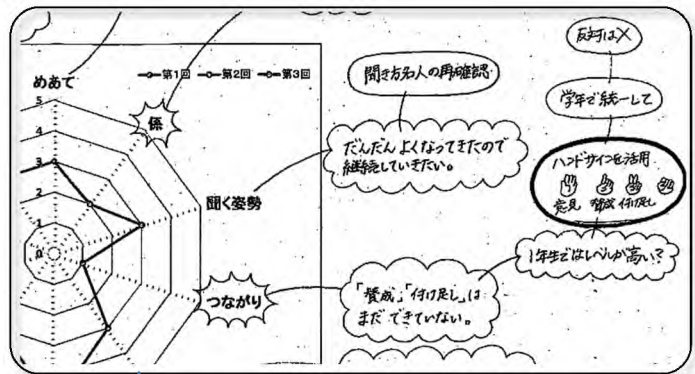 第1回 第2回 第3回
めあて
5
4
3
2
1
0
係
聞く姿勢
つながり
聞き方名人の再確認
だんだんよくなってきたので
継続していきたい。
「賛成」「付け足し」は
まだできていない。
反対は×
学年で統一して
ハンドサインを活用
意見 賛成 付け足し
1年生ではレベルが高い?